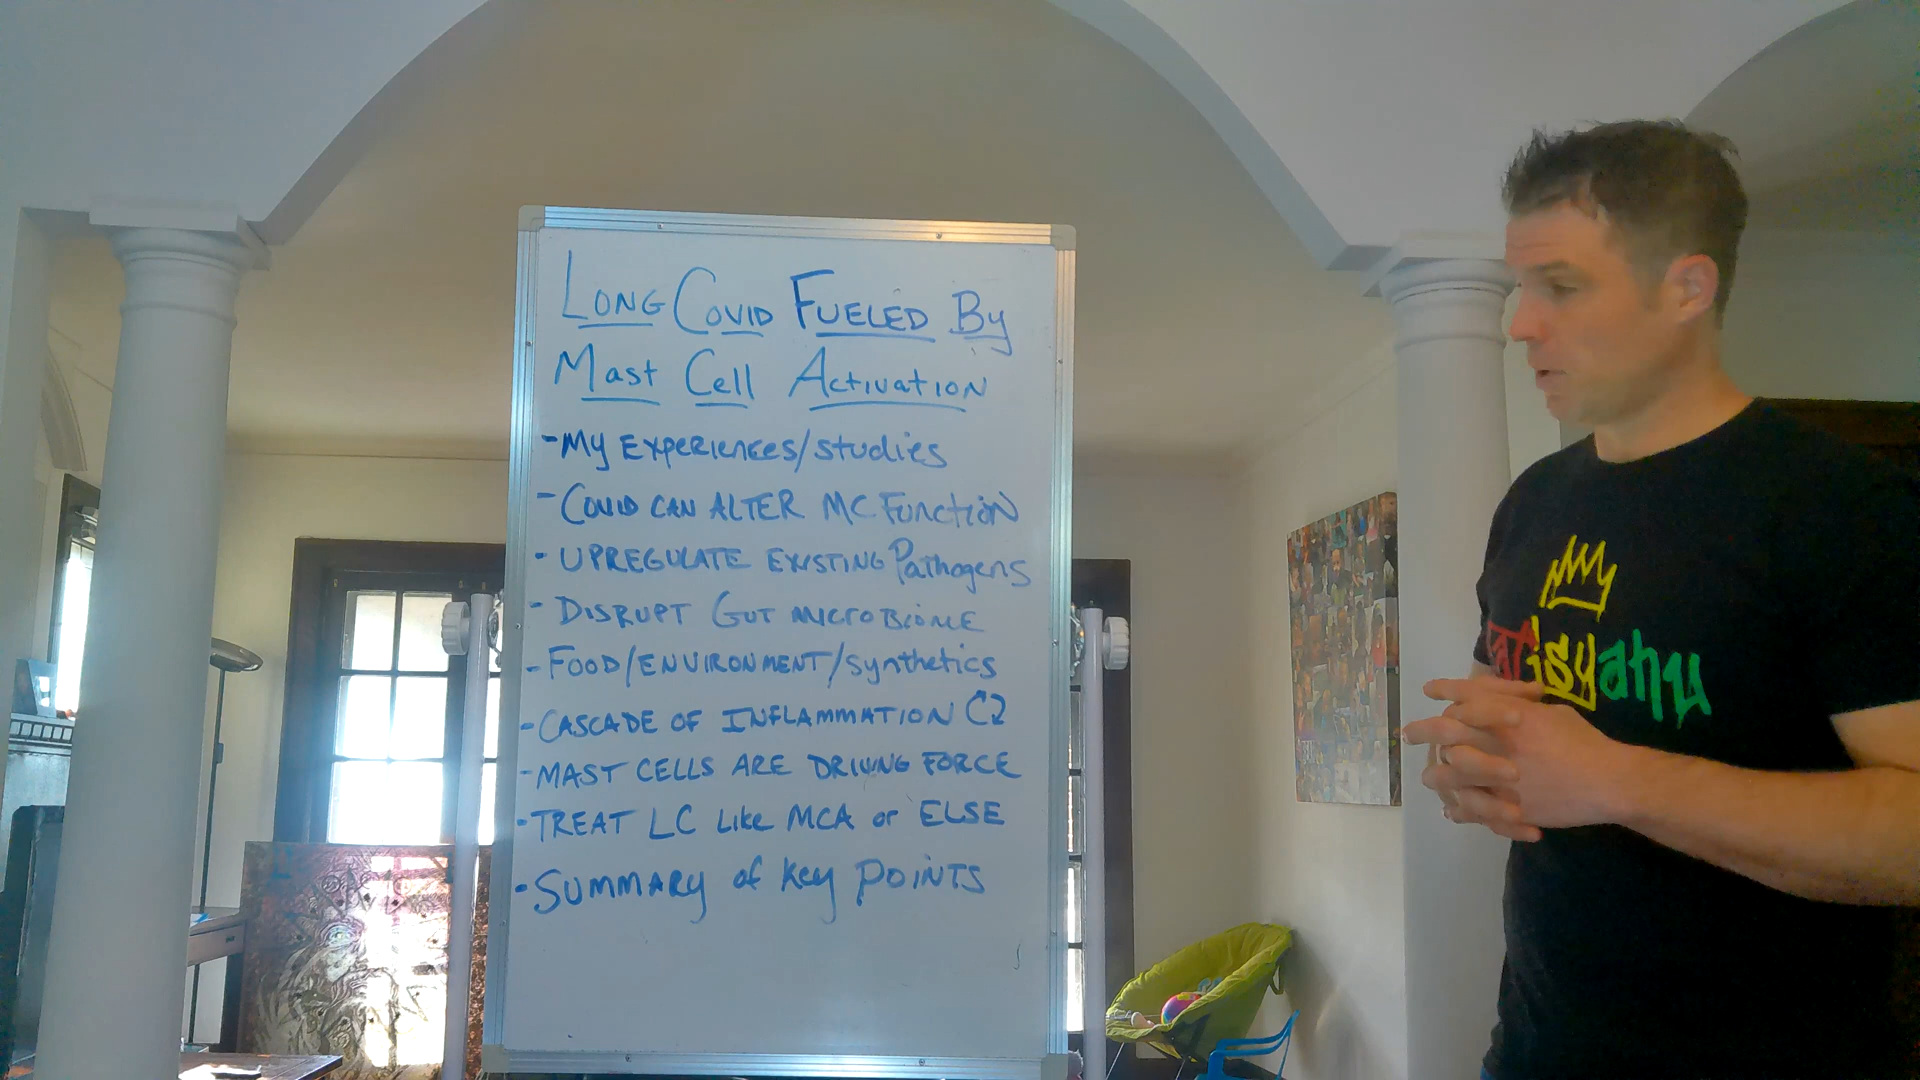 Long Covid Fueled By
Mast Cell Activation
-My Experiences/studies
-Covid can alter MC Function
-Upregulate Existing Pathogens
-Disrupt Gut microbiome
-Food/Environment/synthetics
-Cascade of Inflammation
-Mast cells are driving force
-Treat LC Like MCA or Else
-Summary of key points
atisyahu